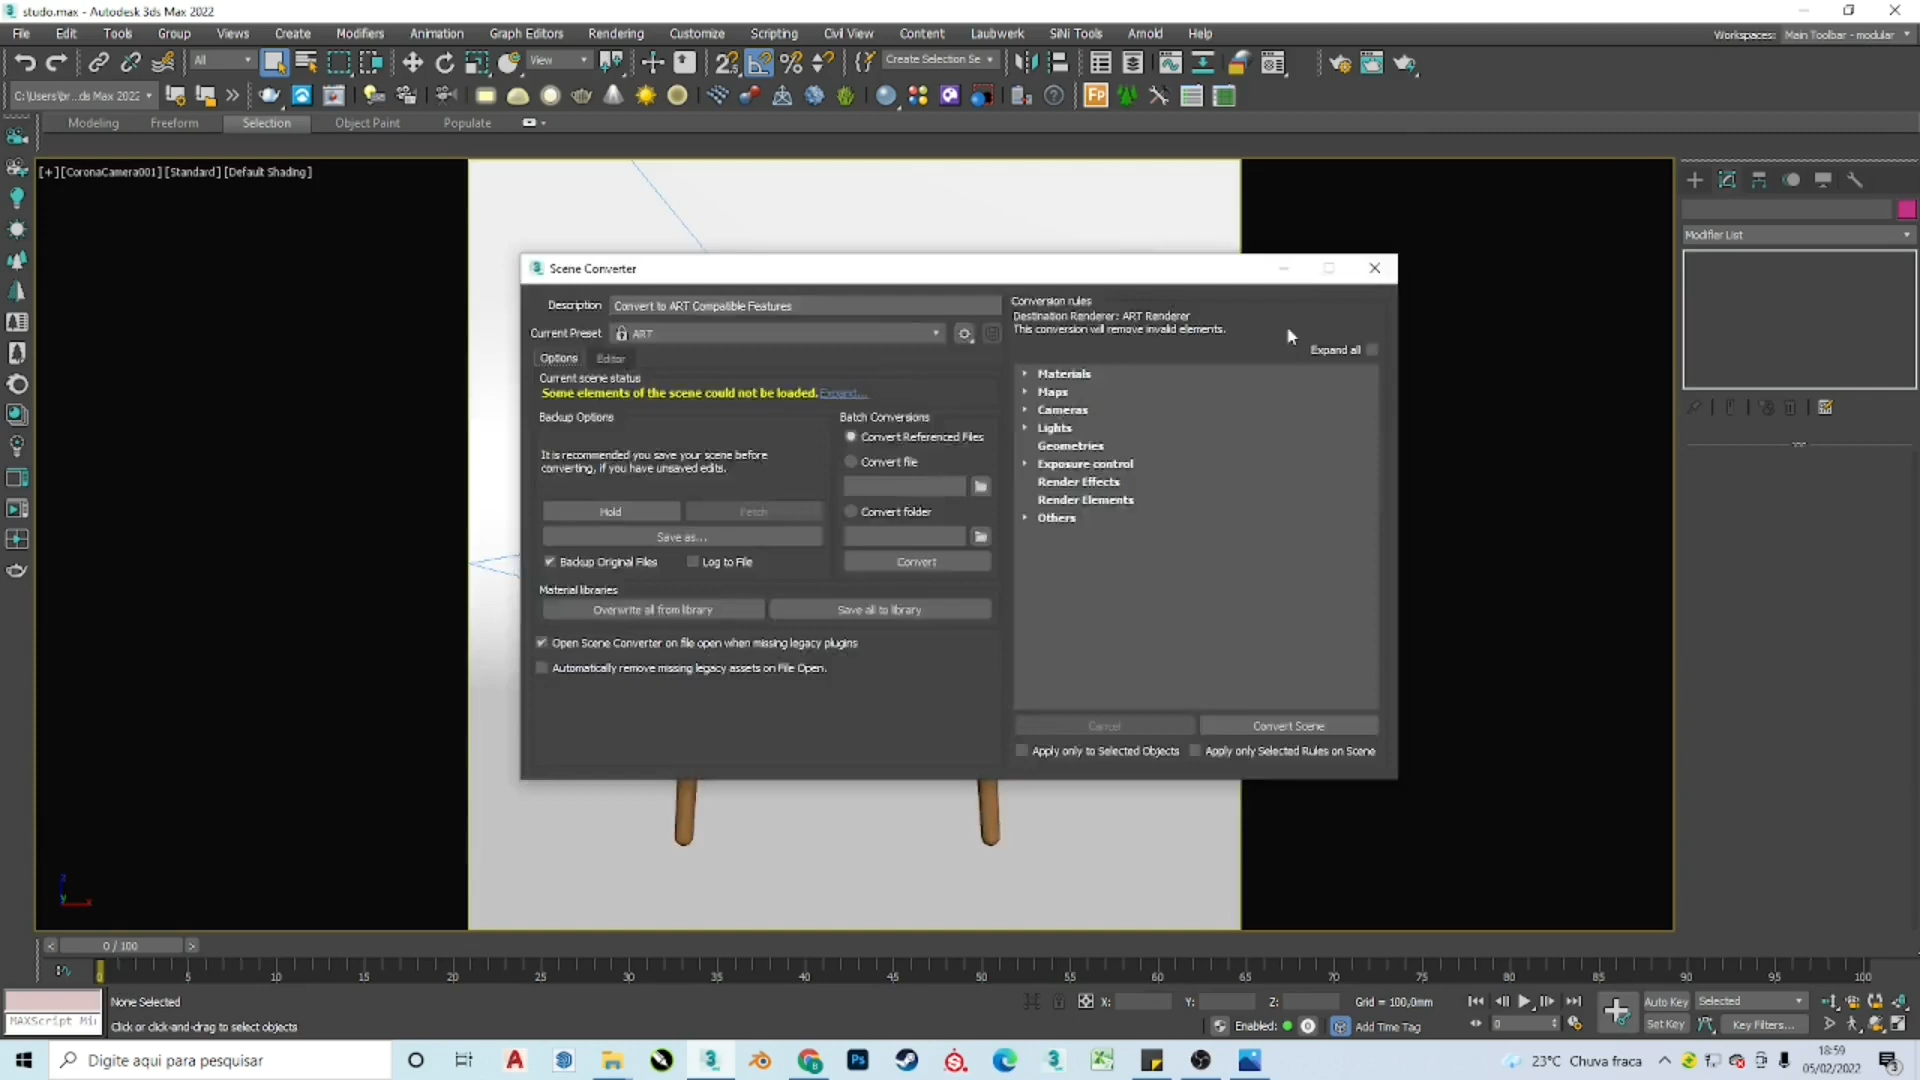 studo.max - Autodesk 3ds Max 2022
File Edit Tools Group Views Create Modifiers Animation Graph Editors Rendering Customize Scripting Civil View Content Laubwerk SiNi Tools Arnold Help
Workspaces: Main Toolbar - modular
All View Create Selection Se
C:\Users\br...ds Max 2022
Fp
Modeling Freeform Selection Object Paint Populate
[+] [CoronaCamera001] [Standard] [Default Shading]
Modifier List
Scene Converter
Description Convert to ART Compatible Features
Current Preset ART
Options Editor
Current scene status
Some elements of the scene could not be loaded. Expand...
Backup Options
It is recommended you save your scene before
converting, if you have unsaved edits.
Hold Fetch
Save as...
Backup Original Files Log to File
Batch Conversions
Convert Referenced Files
Convert file
Convert folder
Convert
Material libraries
Overwrite all from library Save all to library
Open Scene Converter on file open when missing legacy plugins
Automatically remove missing legacy assets on File Open.
Conversion rules
Destination Renderer: ART Renderer
This conversion will remove invalid elements.
Expand all
Materials
Maps
Cameras
Lights
Geometries
Exposure control
Render Effects
Render Elements
Others
Cancel Convert Scene
Apply only to Selected Objects Apply only Selected Rules on Scene
z
y x
< 0 / 100 >
0 5 10 15 20 25 30 35 40 45 50 55 60 65 70 75 80 85 90 95 100
None Selected
X: Y: Z: Grid = 100,0mm
Auto Key Selected
MAXScript Mi
Click or click-and-drag to select objects
Enabled: 0 Add Time Tag
0
Set Key Key Filters...
Digite aqui para pesquisar
23°C Chuva fraca
18:59
05/02/2022